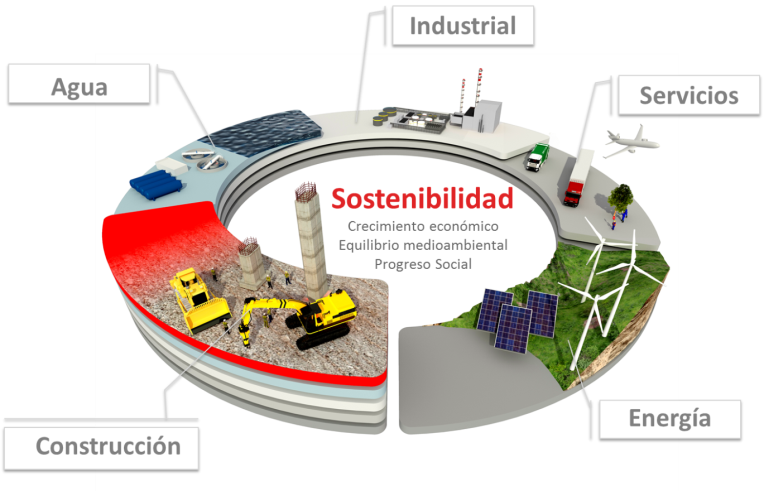 Industrial
Agua
Servicios
Sostenibilidad
Crecimiento económico
Equilibrio medioambiental
Progreso Social
Energía
Construcción